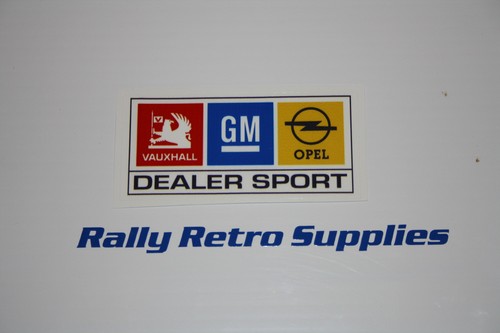 VAUXHALL GM OPEL
DEALER SPORT
Rally Retro Supplies